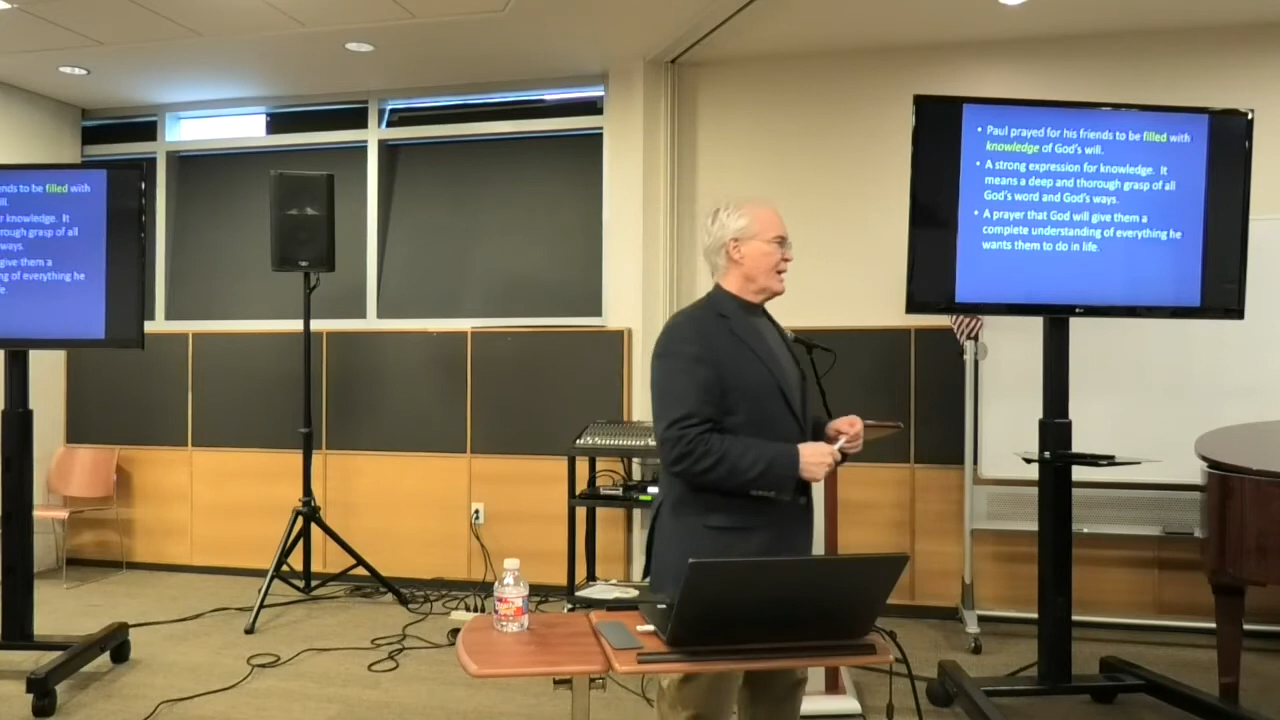 ends to be filled with
ill.
r knowledge. It
rough grasp of all
ways.
give them a
ng of everything he
e.
• Paul prayed for his friends to be filled with
knowledge of God's will.
• A strong expression for knowledge. It
means a deep and thorough grasp of all
God's word and God's ways.
• A prayer that God will give them a
complete understanding of everything he
wants them to do in life.
LG